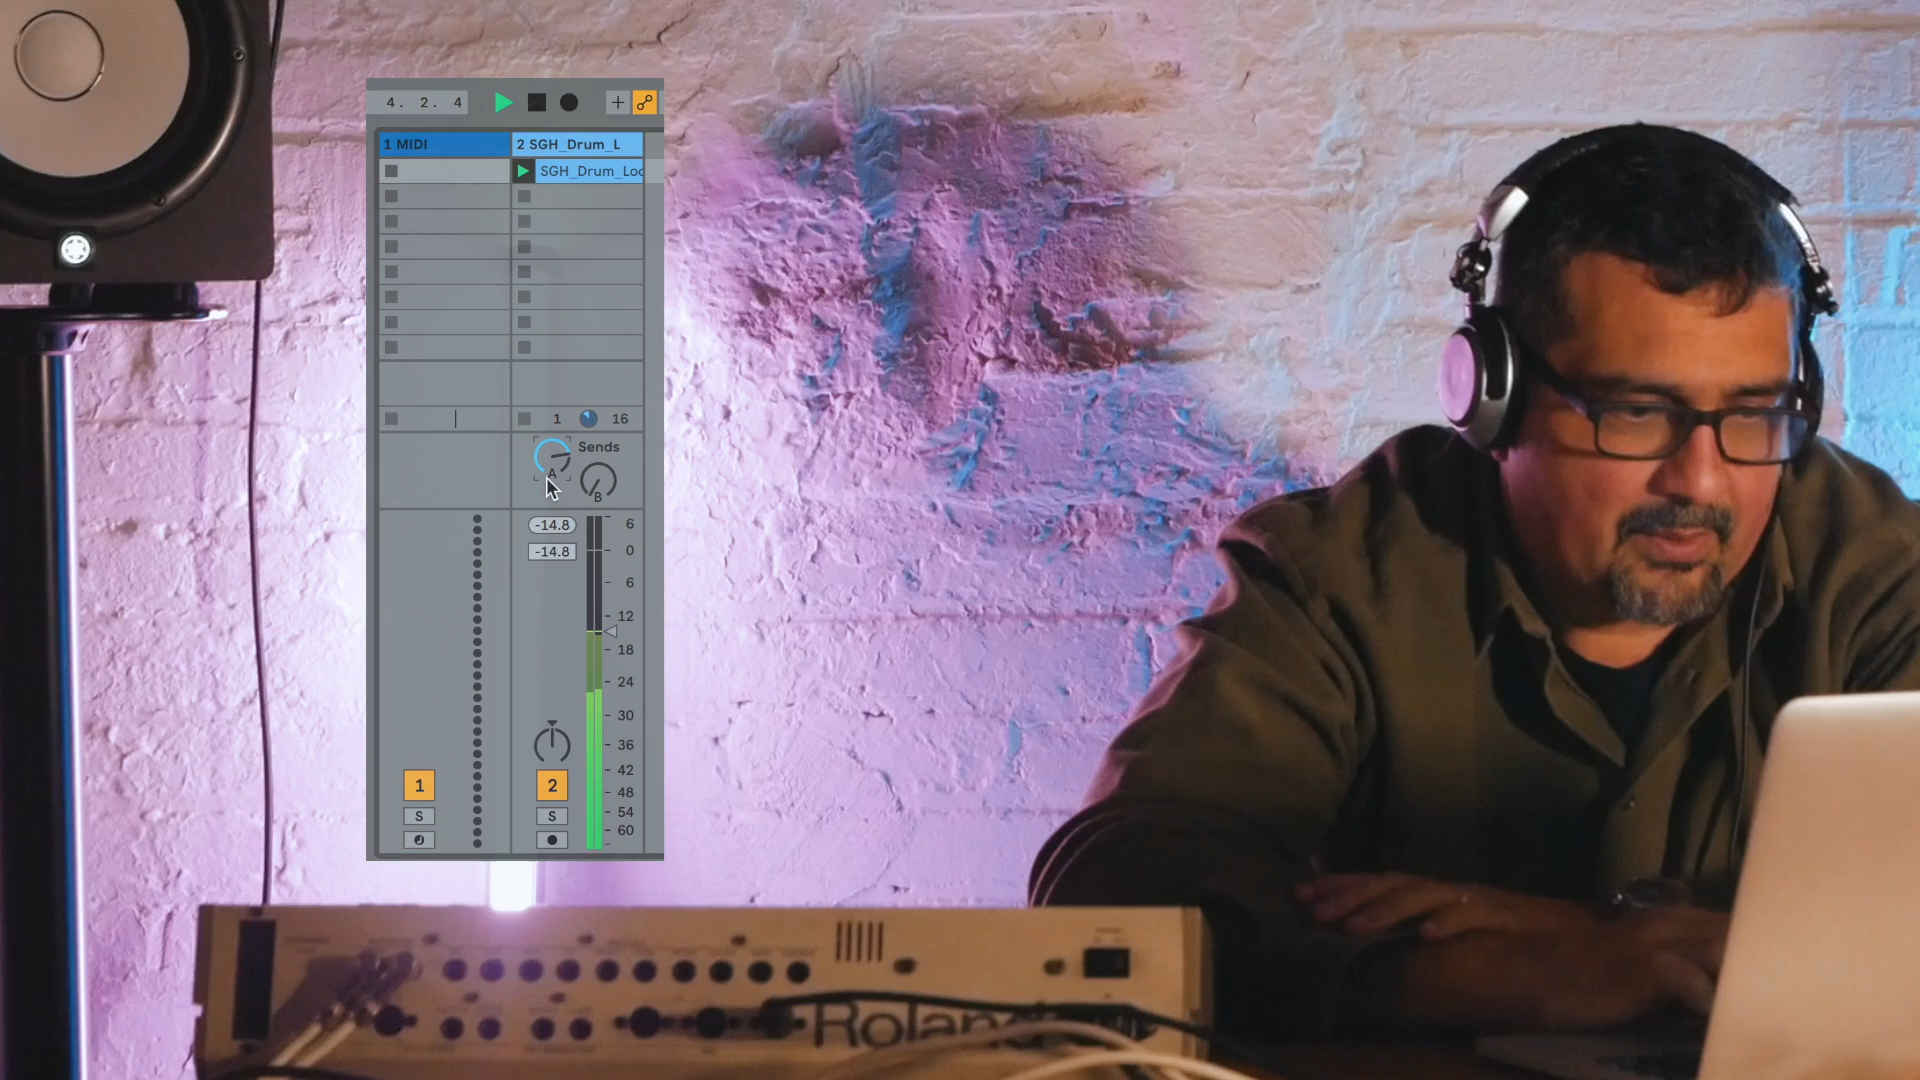 4. 2. 4
1 MIDI
2 SGH_Drum_L
SGH_Drum_Loo
1 16
Sends
A
B
-14.8
-14.8
6
0
6
12
18
24
30
36
42
48
54
60
1
2
S
S
Roland